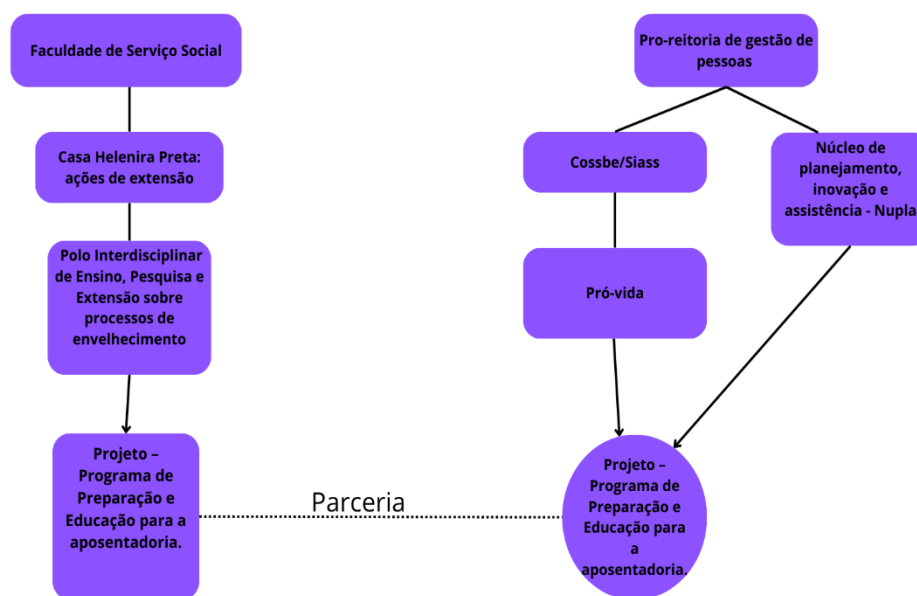 Faculdade de Serviço Social
Casa Helenira Preta:
ações de extensão
Polo Interdisciplinar
de Ensino, Pesquisa e
Extensão sobre
processos de
envelhecimento
Projeto –
Programa de
Preparação e
Educação para a
aposentadoria.
Parceria
Pro-reitoria de gestão de
pessoas
Cossbe/Siass
Núcleo de
planejamento,
inovação e
assistência - Nupla
Pró-vida
Projeto –
Programa de
Preparação e
Educação para
a
aposentadoria.